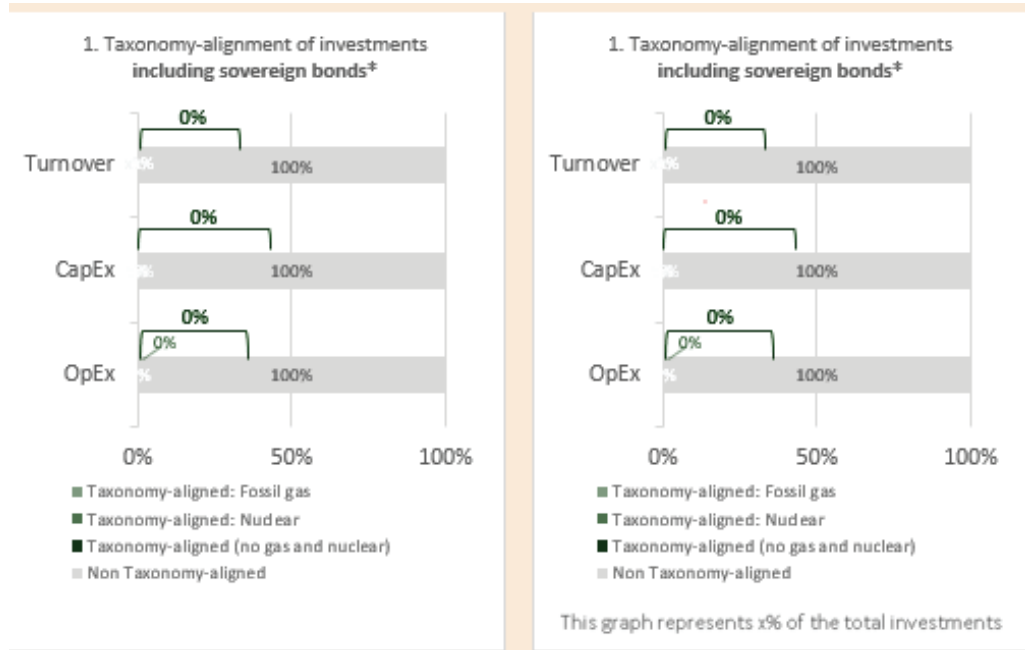 1. Taxonomy-alignment of investments
including sovereign bonds*
0%
Turnover
100%
0%
CapEx
100%
0%
0%
OpEx
%
100%
0%
50%
100%
Taxonomy-aligned: Fossil gas
Taxonomy-aligned: Nuclear
Taxonomy-aligned (no gas and nuclear)
Non Taxonomy-aligned
1. Taxonomy-alignment of investments
including sovereign bonds*
0%
Turnover
100%
0%
CapEx
100%
0%
0%
OpEx
%
100%
0%
50%
100%
Taxonomy-aligned: Fossil gas
Taxonomy-aligned: Nuclear
Taxonomy-aligned (no gas and nuclear)
Non Taxonomy-aligned
This graph represents x% of the total investments